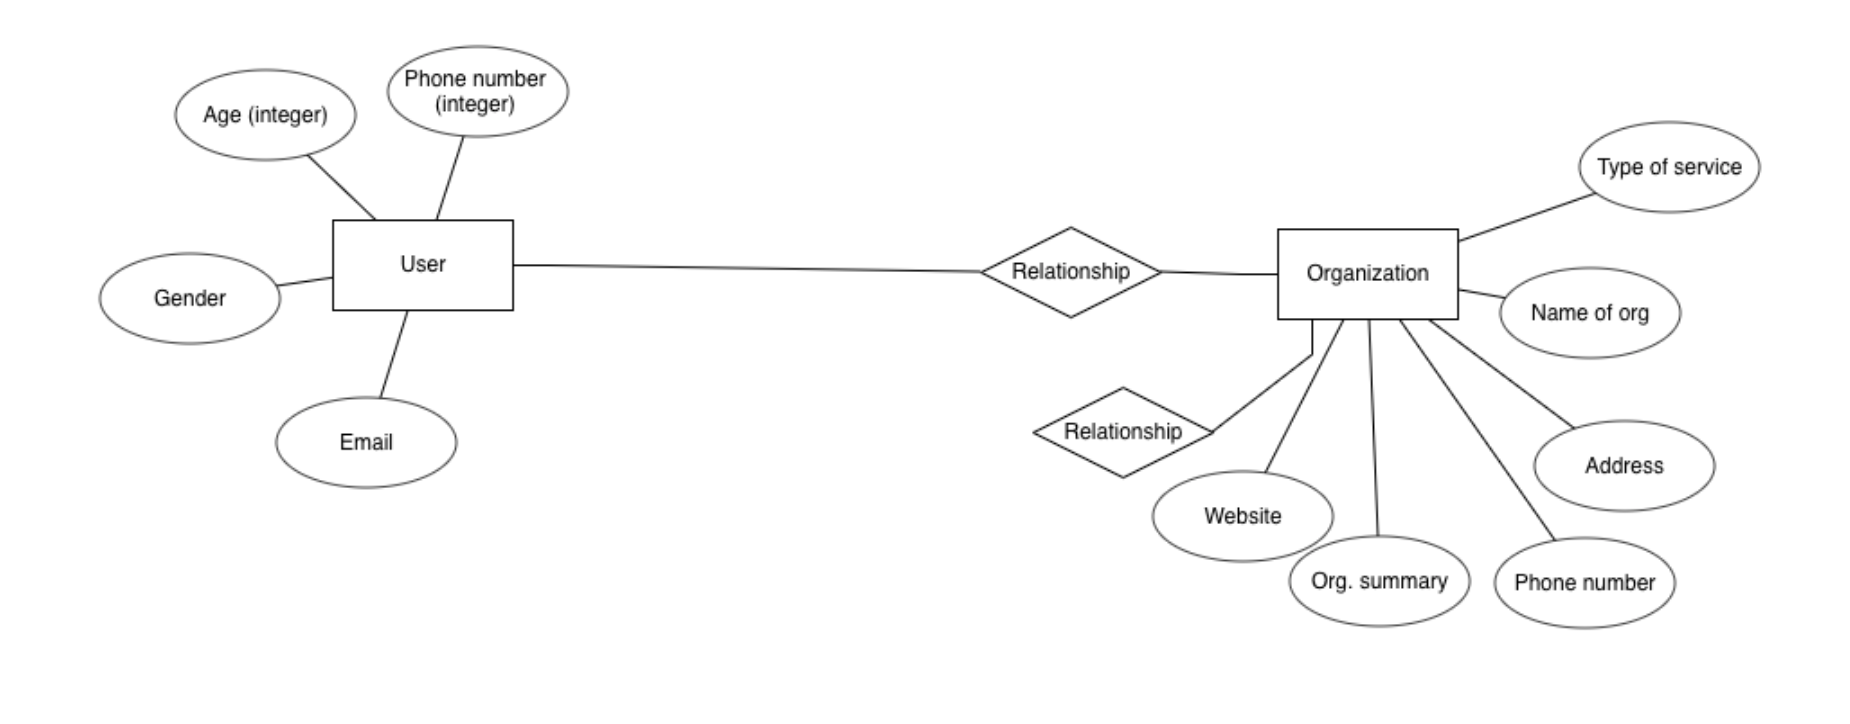 Phone number
(integer)
Age (integer)
Type of service
User
Relationship
Organization
Gender
Name of org
Relationship
Email
Address
Website
Org. summary
Phone number